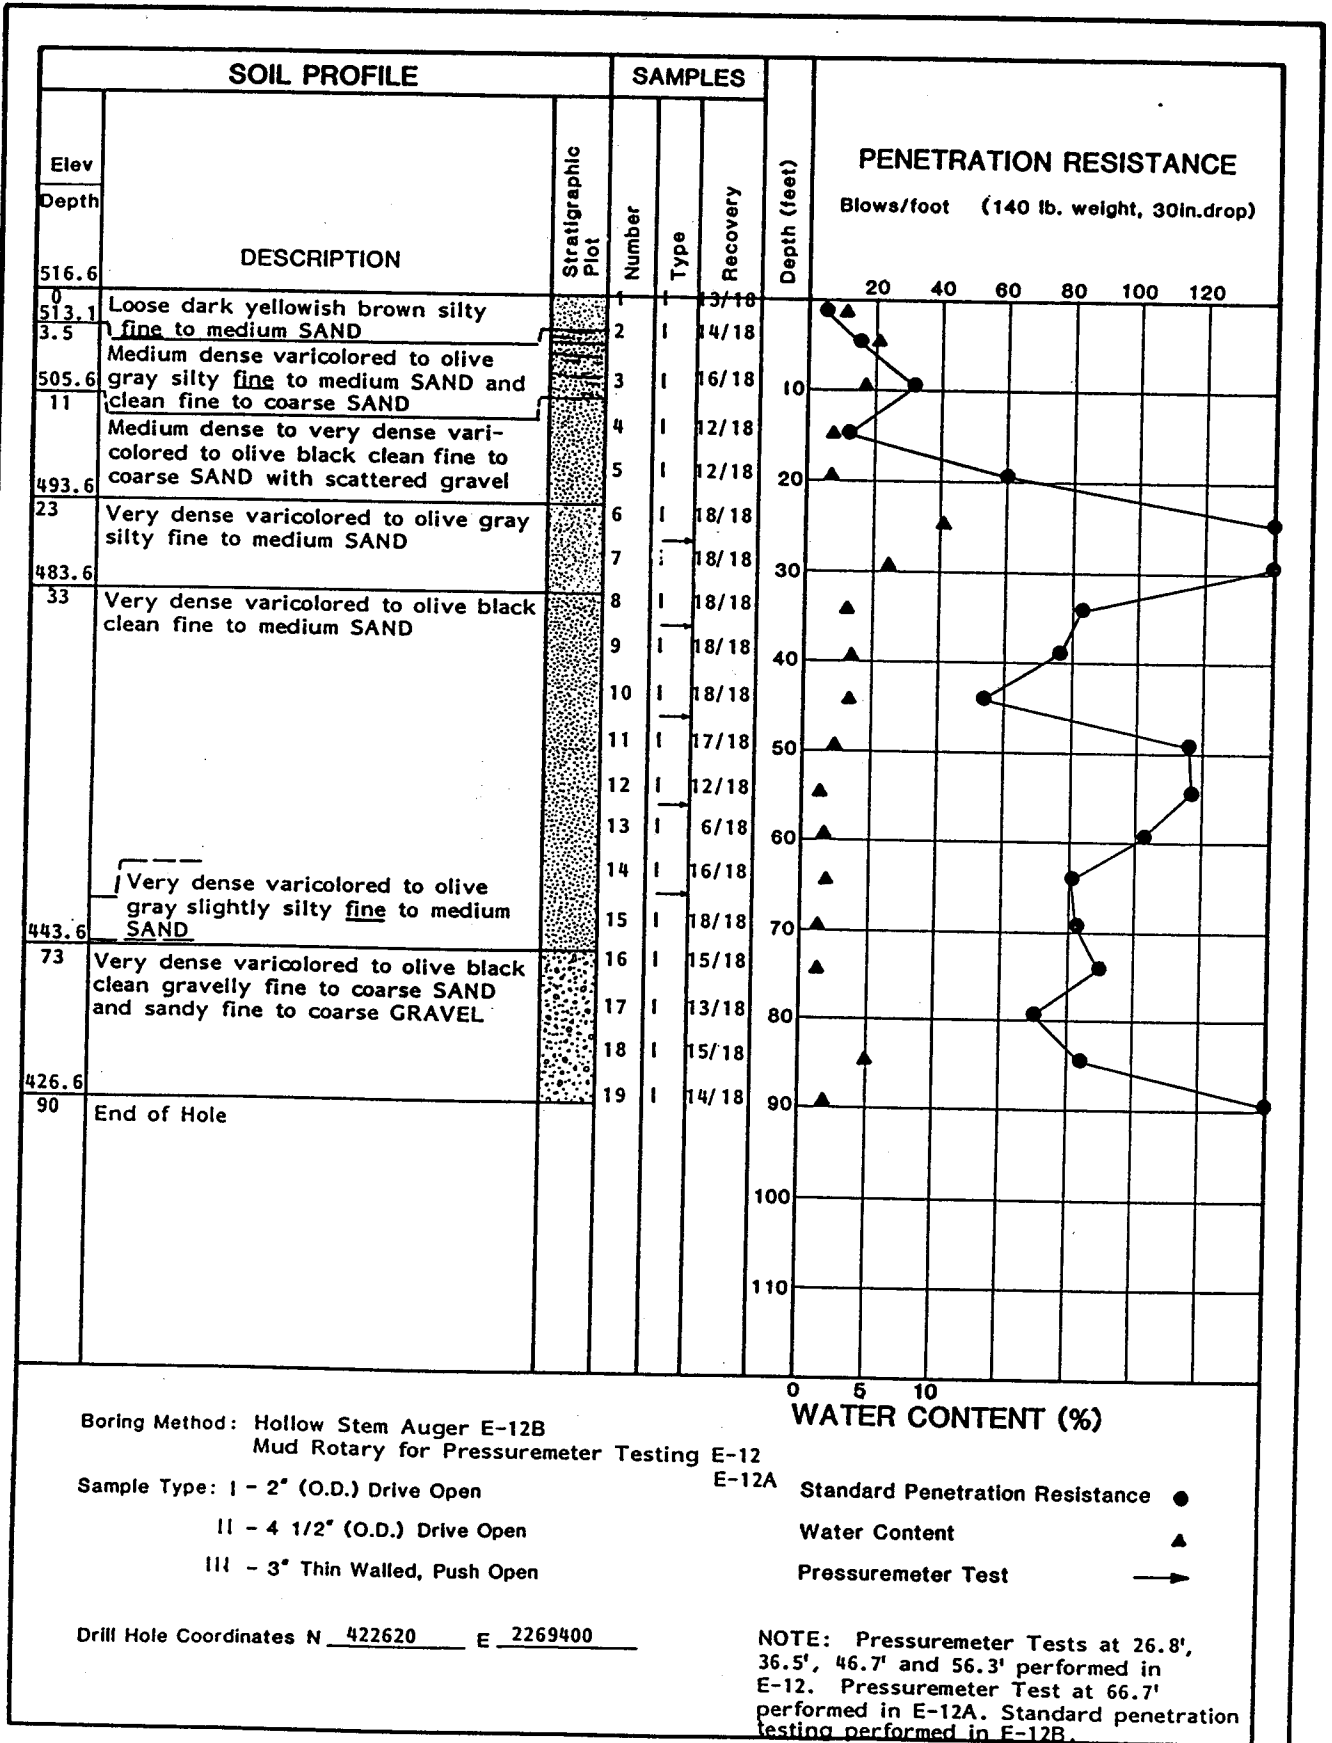 SOIL PROFILE
SAMPLES
Elev
Depth
DESCRIPTION
Stratigraphic
Plot
Number
Type
Recovery
Depth (feet)
PENETRATION RESISTANCE
Blows/foot (140 lb. weight, 30in.drop)
20 40 60 80 100 120
516.6
0
Loose dark yellowish brown silty
fine to medium SAND
513.1
3.5
Medium dense varicolored to olive
gray silty fine to medium SAND and
clean fine to coarse SAND
505.6
11
Medium dense to very dense vari-
colored to olive black clean fine to
coarse SAND with scattered gravel
493.6
23
Very dense varicolored to olive gray
silty fine to medium SAND
483.6
33
Very dense varicolored to olive black
clean fine to medium SAND
Very dense varicolored to olive
gray slightly silty fine to medium
SAND
443.6
73
Very dense varicolored to olive black
clean gravelly fine to coarse SAND
and sandy fine to coarse GRAVEL
426.6
90
End of Hole
1 I 13/18
2 I 14/18
3 I 16/18
4 I 12/18
5 I 12/18
6 I 18/18
7 I 18/18
8 I 18/18
9 I 18/18
10 I 18/18
11 I 17/18
12 I 12/18
13 I 6/18
14 I 16/18
15 I 18/18
16 I 15/18
17 I 13/18
18 I 15/18
19 I 14/18
10
20
30
40
50
60
70
80
90
100
110
0 5 10
WATER CONTENT (%)
Boring Method: Hollow Stem Auger E-12B
Mud Rotary for Pressuremeter Testing E-12
E-12A
Sample Type: I - 2" (O.D.) Drive Open
II - 4 1/2" (O.D.) Drive Open
III - 3" Thin Walled, Push Open
Drill Hole Coordinates N 422620 E 2269400
Standard Penetration Resistance ●
Water Content ▲
Pressuremeter Test →
NOTE: Pressuremeter Tests at 26.8',
36.5', 46.7' and 56.3' performed in
E-12. Pressuremeter Test at 66.7'
performed in E-12A. Standard penetration
testing performed in E-12B.